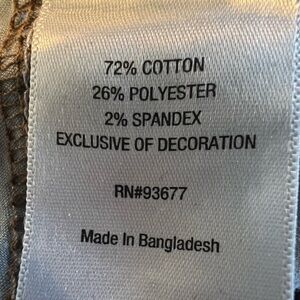 72% COTTON
26% POLYESTER
2% SPANDEX
EXCLUSIVE OF DECORATION
RN#93677
Made In Bangladesh